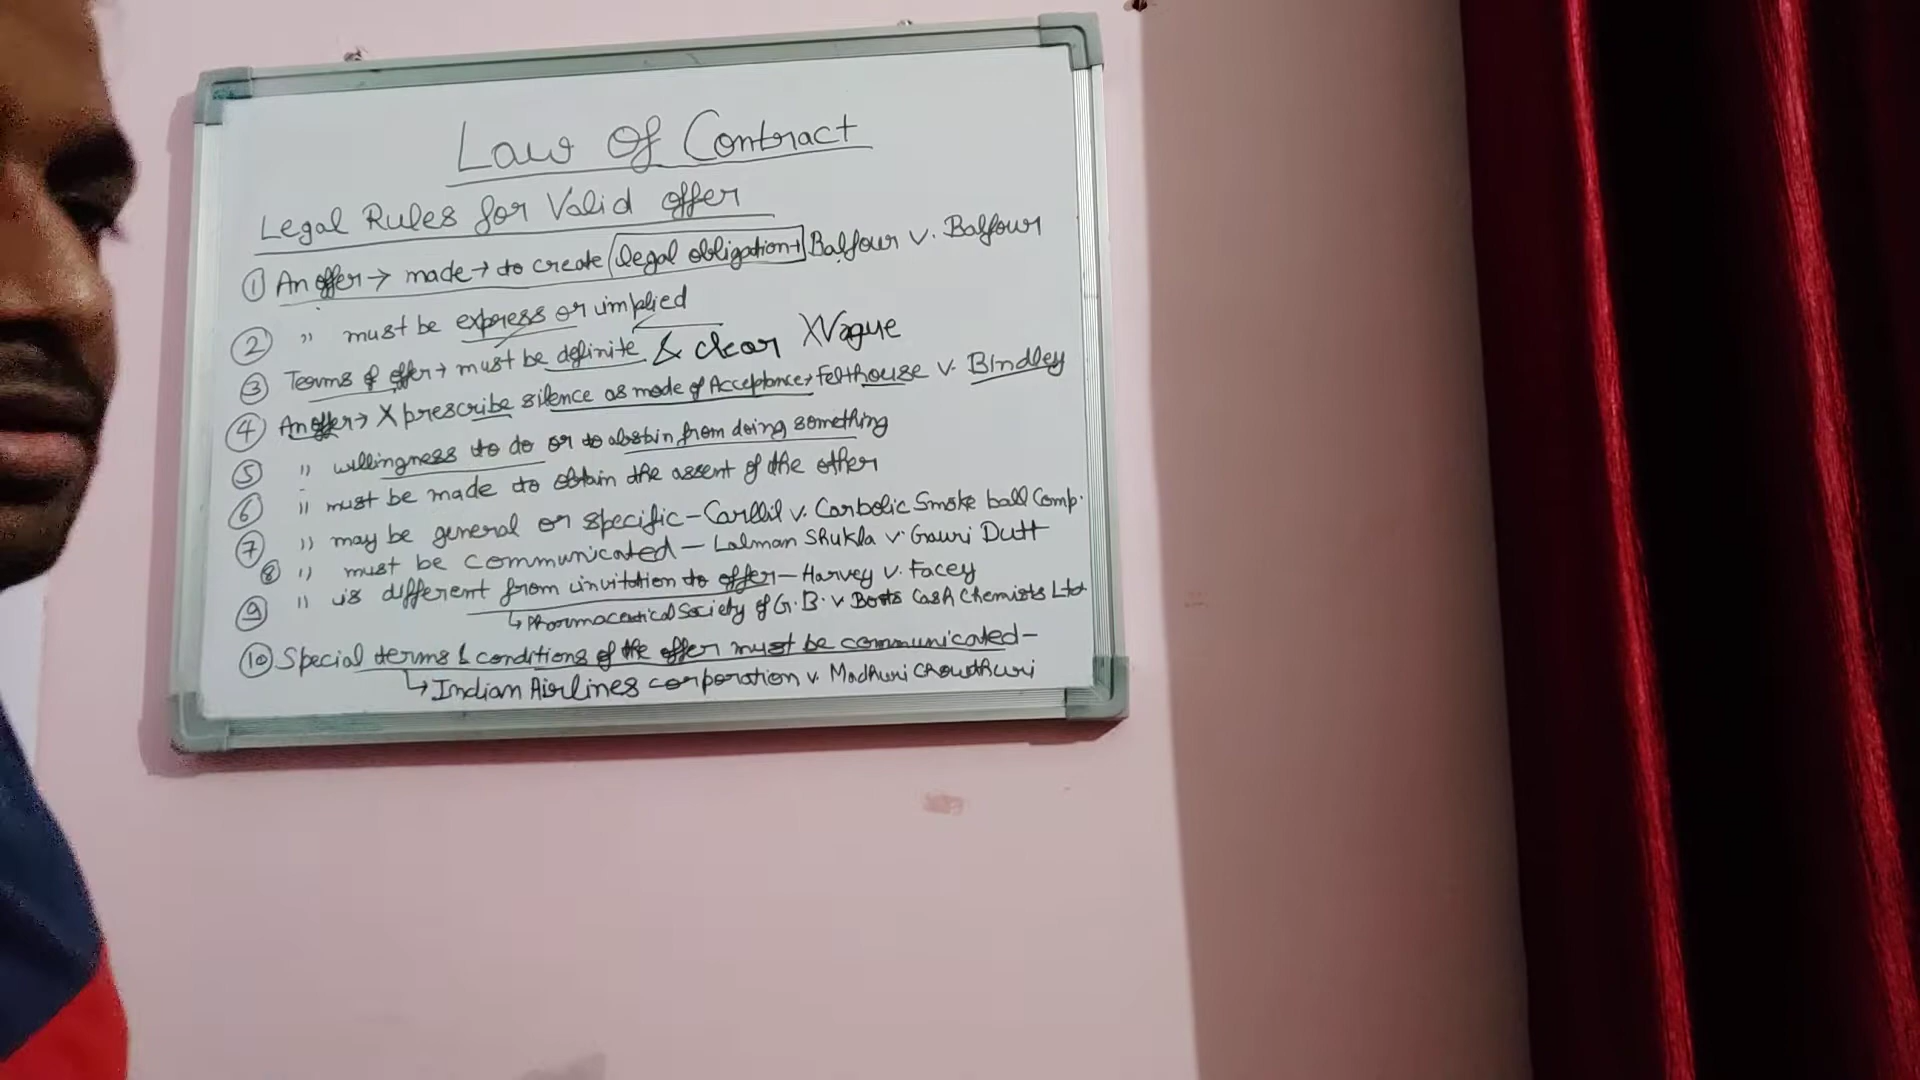 Law Of Contract
Legal Rules for Valid offer
① An offer → made → to create legal obligation → Balfour v. Balfour
② " must be express or implied
③ Terms of offer → must be definite & clear X Vague
④ An offer → X prescribe silence as mode of Acceptance → Felthouse v. BIndley
⑤ " willingness to do or to abstin from doing something
⑥ " must be made to obtain the assent of the other
⑦ " may be general or specific - Carllil v. Carbolic Smoke ball Comp.
⑧ " must be communicated - Lalman Shukla v. Gauri Dutt
⑨ " is different from invitation to offer - Harvey v. Facey
↳ Pharmaceutical Society of G.B. v Boots Cash Chemists Ltd
⑩ Special terms & conditions of the offer must be communicated -
↳ Indian AirLines corporation v. Madhuri Chowdhuri